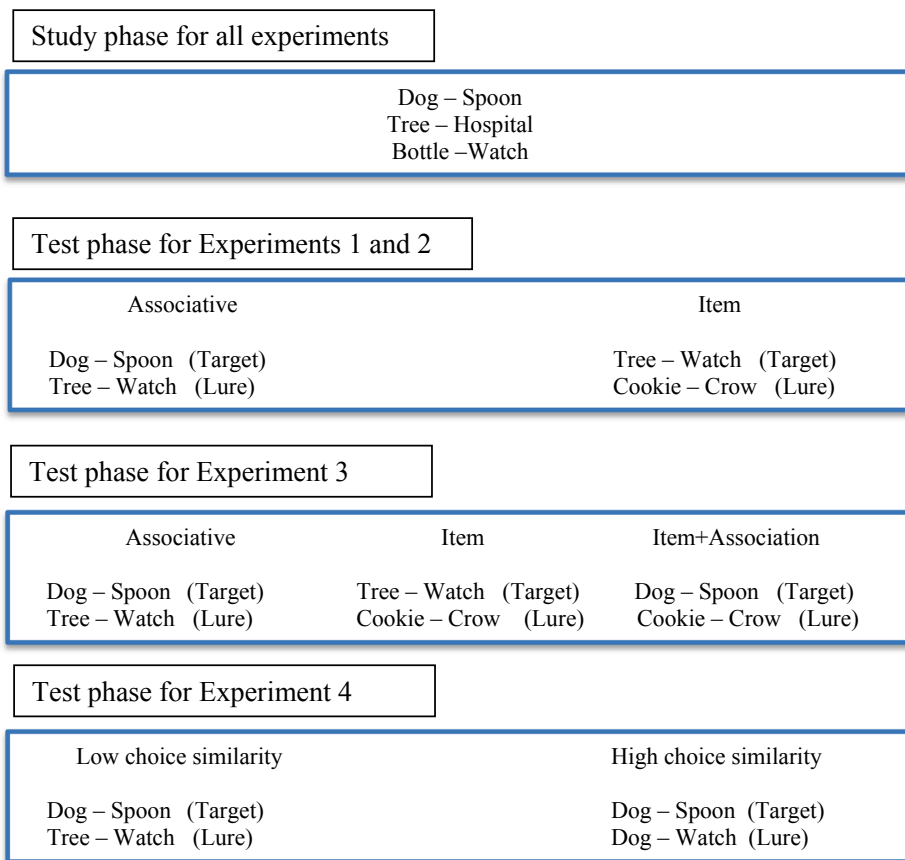 Study phase for all experiments
Dog – Spoon
Tree – Hospital
Bottle –Watch
Test phase for Experiments 1 and 2
Associative Item
Dog – Spoon (Target) Tree – Watch (Target)
Tree – Watch (Lure) Cookie – Crow (Lure)
Test phase for Experiment 3
Associative Item Item+Association
Dog – Spoon (Target) Tree – Watch (Target) Dog – Spoon (Target)
Tree – Watch (Lure) Cookie – Crow (Lure) Cookie – Crow (Lure)
Test phase for Experiment 4
Low choice similarity High choice similarity
Dog – Spoon (Target) Dog – Spoon (Target)
Tree – Watch (Lure) Dog – Watch (Lure)